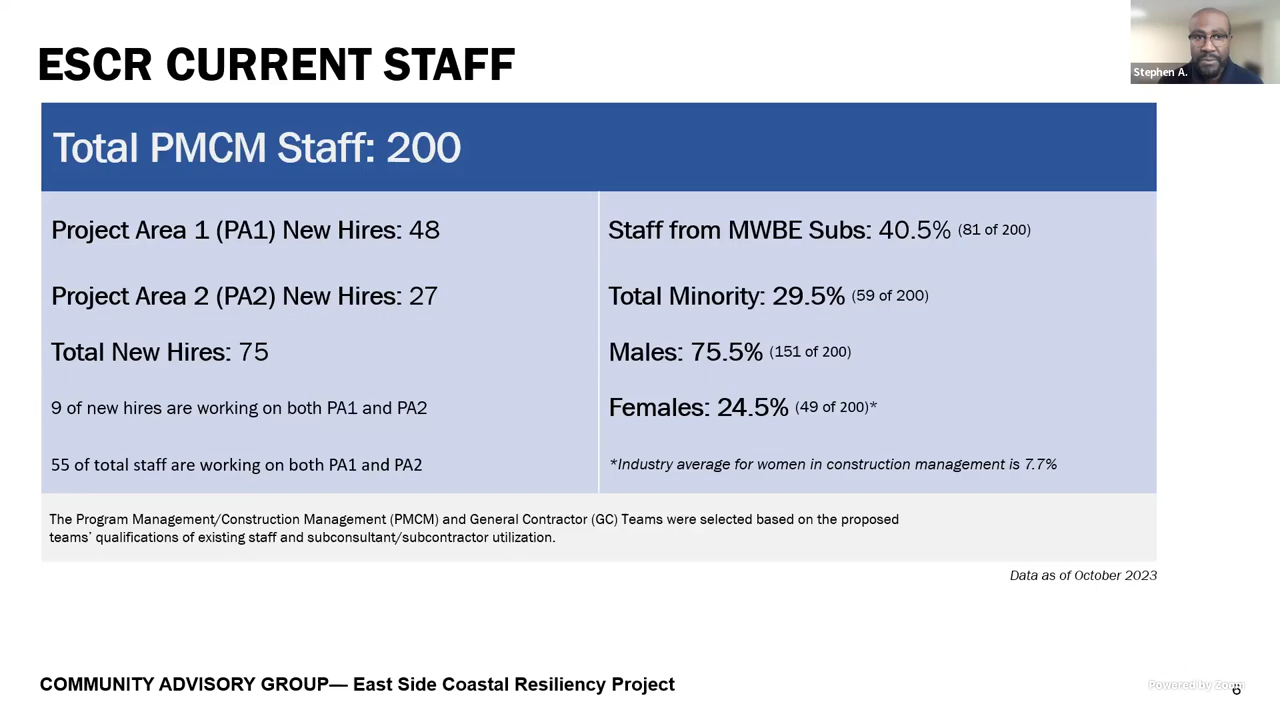 ESCR CURRENT STAFF
Stephen A.
Total PMCM Staff: 200
Project Area 1 (PA1) New Hires: 48
Project Area 2 (PA2) New Hires: 27
Total New Hires: 75
9 of new hires are working on both PA1 and PA2
55 of total staff are working on both PA1 and PA2
Staff from MWBE Subs: 40.5% (81 of 200)
Total Minority: 29.5% (59 of 200)
Males: 75.5% (151 of 200)
Females: 24.5% (49 of 200)*
*Industry average for women in construction management is 7.7%
The Program Management/Construction Management (PMCM) and General Contractor (GC) Teams were selected based on the proposed
teams’ qualifications of existing staff and subconsultant/subcontractor utilization.
Data as of October 2023
COMMUNITY ADVISORY GROUP— East Side Coastal Resiliency Project
Powered by Zoom
6